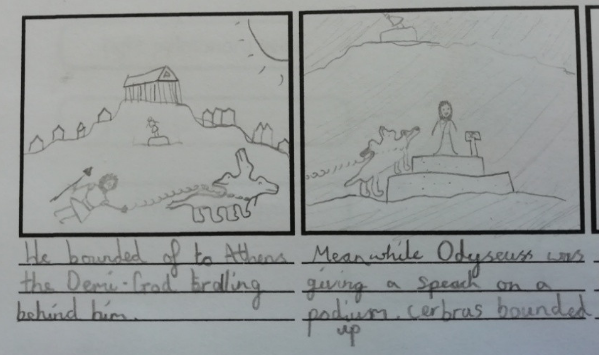 He bounded of to Athens
the Demi-God tralling
behind him.
Meanwhile Odyseuss was
giving a speach on a
podium. cerbras bounded
up